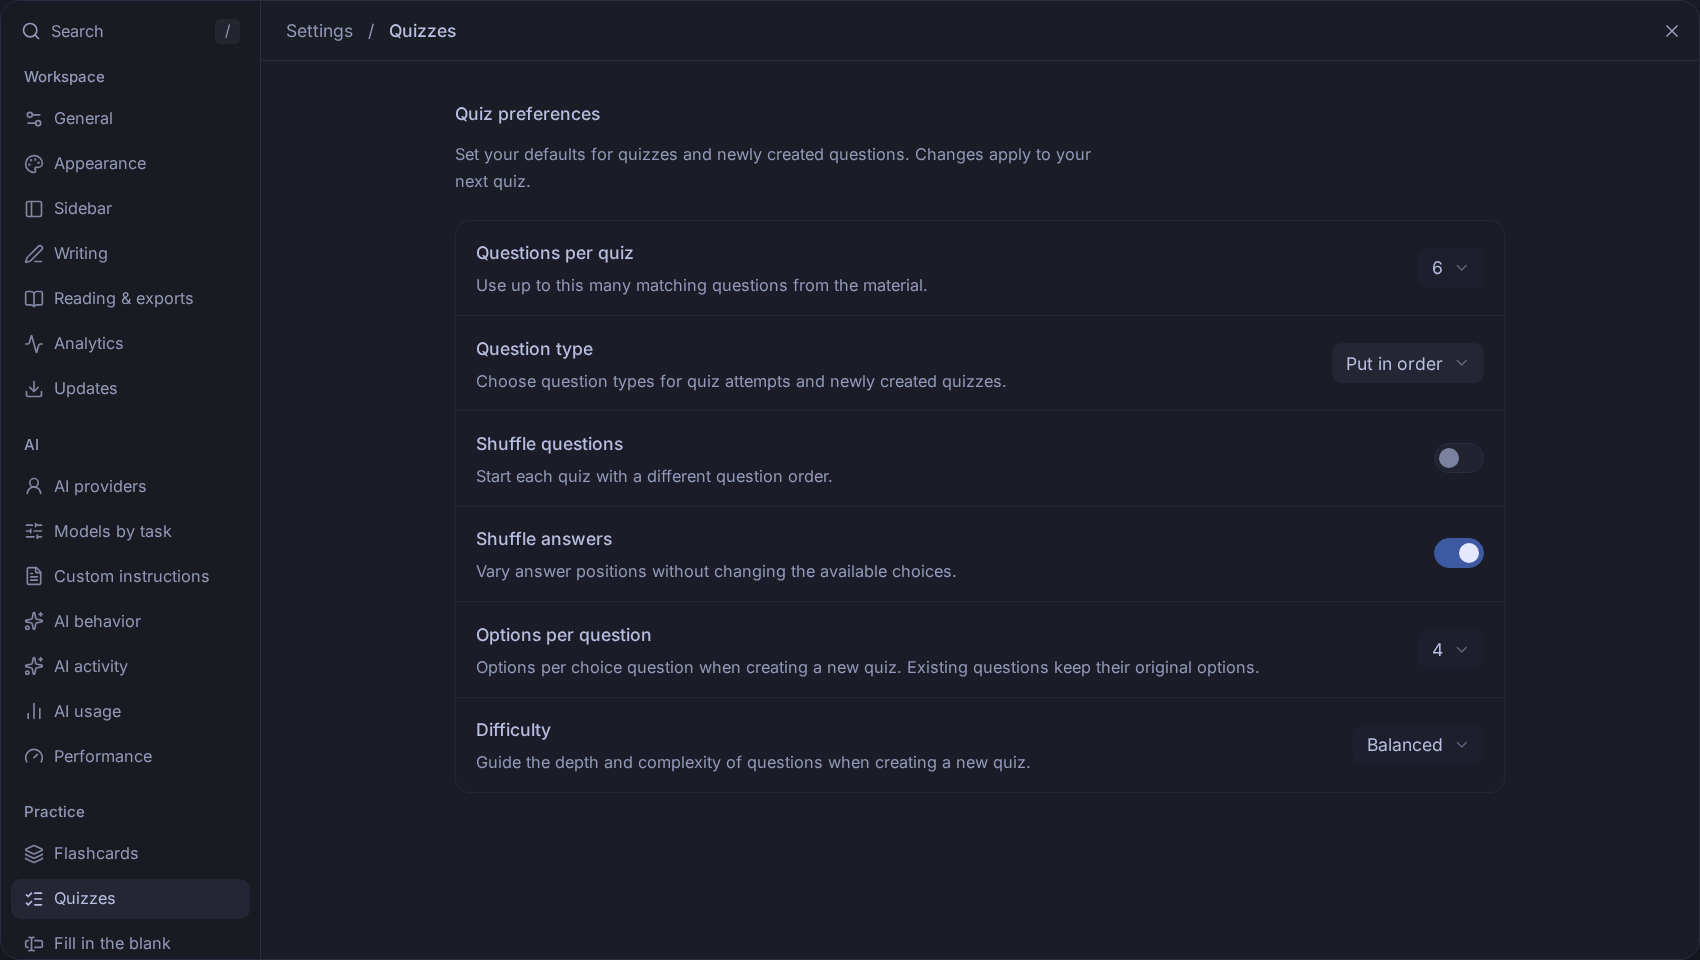 Search
/
Workspace
General
Appearance
Sidebar
Writing
Reading & exports
Analytics
Updates
AI
AI providers
Models by task
Custom instructions
AI behavior
AI activity
AI usage
Performance
Practice
Flashcards
Quizzes
Fill in the blank
Settings / Quizzes
Quiz preferences
Set your defaults for quizzes and newly created questions. Changes apply to your
next quiz.
Questions per quiz
Use up to this many matching questions from the material.
6
Question type
Choose question types for quiz attempts and newly created quizzes.
Put in order
Shuffle questions
Start each quiz with a different question order.
Shuffle answers
Vary answer positions without changing the available choices.
Options per question
Options per choice question when creating a new quiz. Existing questions keep their original options.
4
Difficulty
Guide the depth and complexity of questions when creating a new quiz.
Balanced